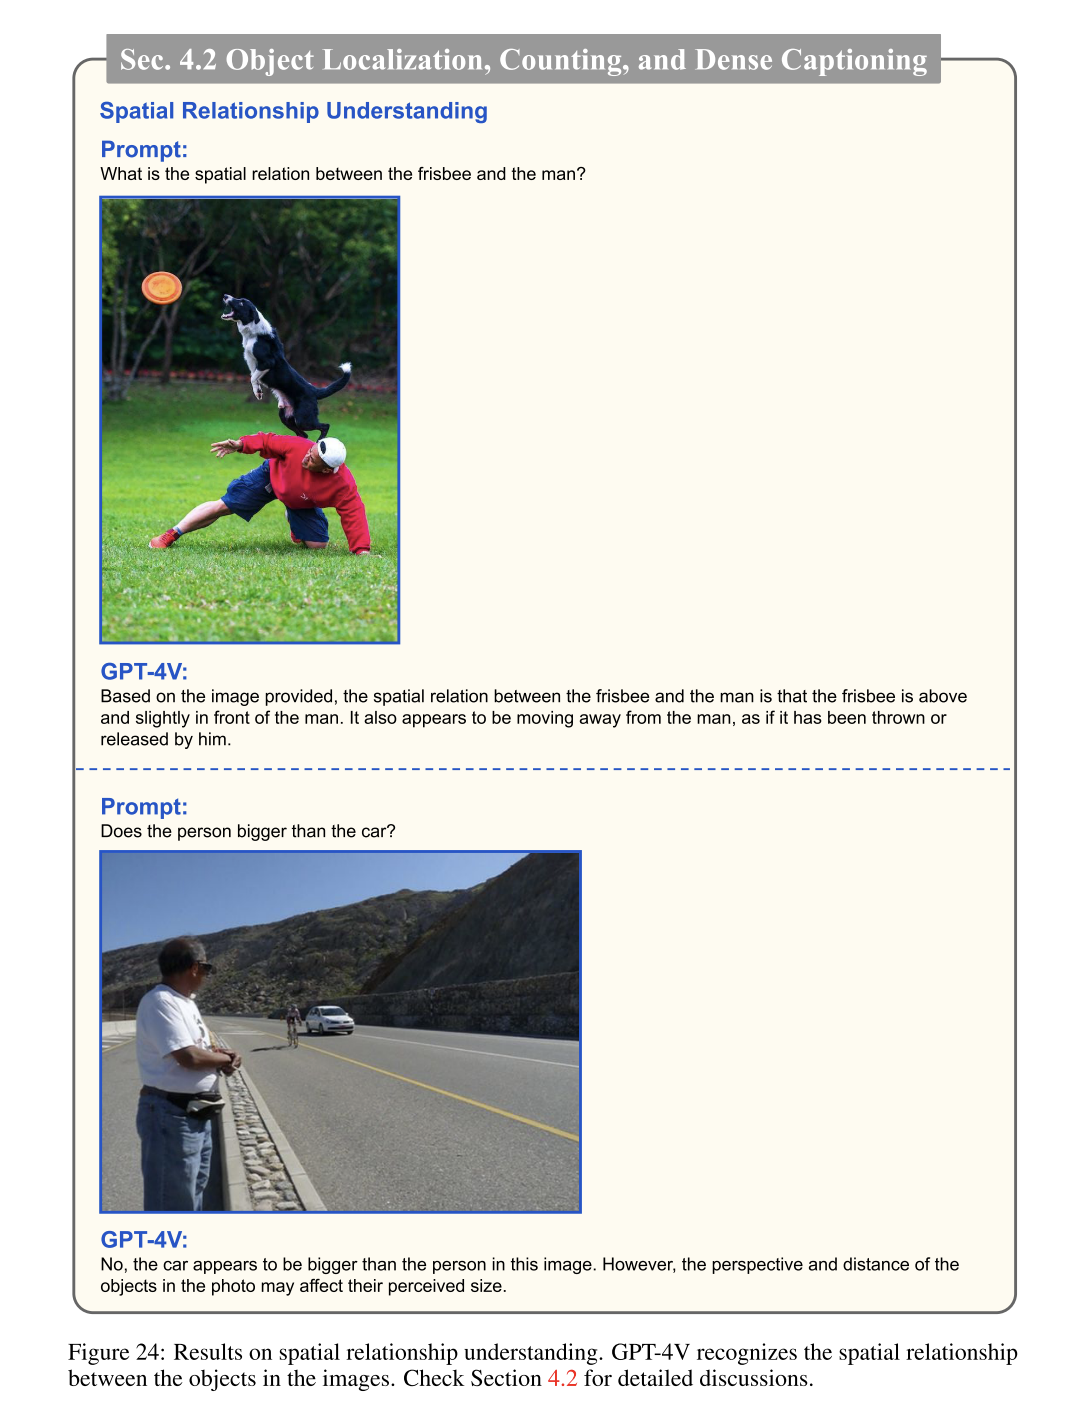 Sec. 4.2 Object Localization, Counting, and Dense Captioning
Spatial Relationship Understanding
Prompt:
What is the spatial relation between the frisbee and the man?
GPT-4V:
Based on the image provided, the spatial relation between the frisbee and the man is that the frisbee is above
and slightly in front of the man. It also appears to be moving away from the man, as if it has been thrown or
released by him.
Prompt:
Does the person bigger than the car?
GPT-4V:
No, the car appears to be bigger than the person in this image. However, the perspective and distance of the
objects in the photo may affect their perceived size.
Figure 24: Results on spatial relationship understanding. GPT-4V recognizes the spatial relationship
between the objects in the images. Check Section 4.2 for detailed discussions.